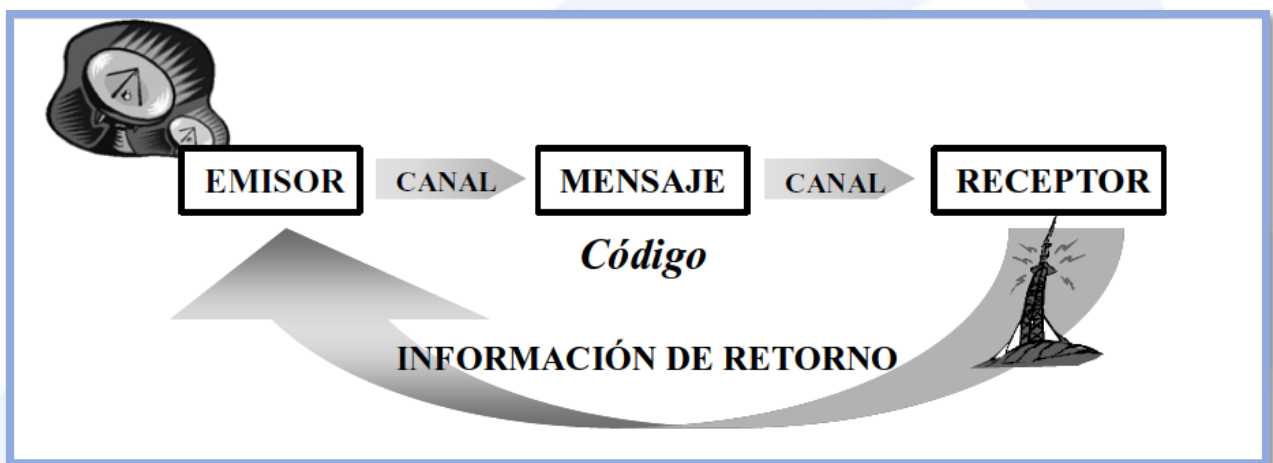 EMISOR CANAL MENSAJE CANAL RECEPTOR
Código
INFORMACIÓN DE RETORNO